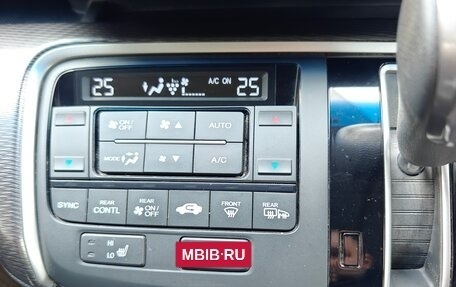 25 A/C ON 25
ON/OFF AUTO
MODE A/C
SYNC REAR CONTL REAR ON/OFF FRONT REAR
HI
LO
MBIB·RU